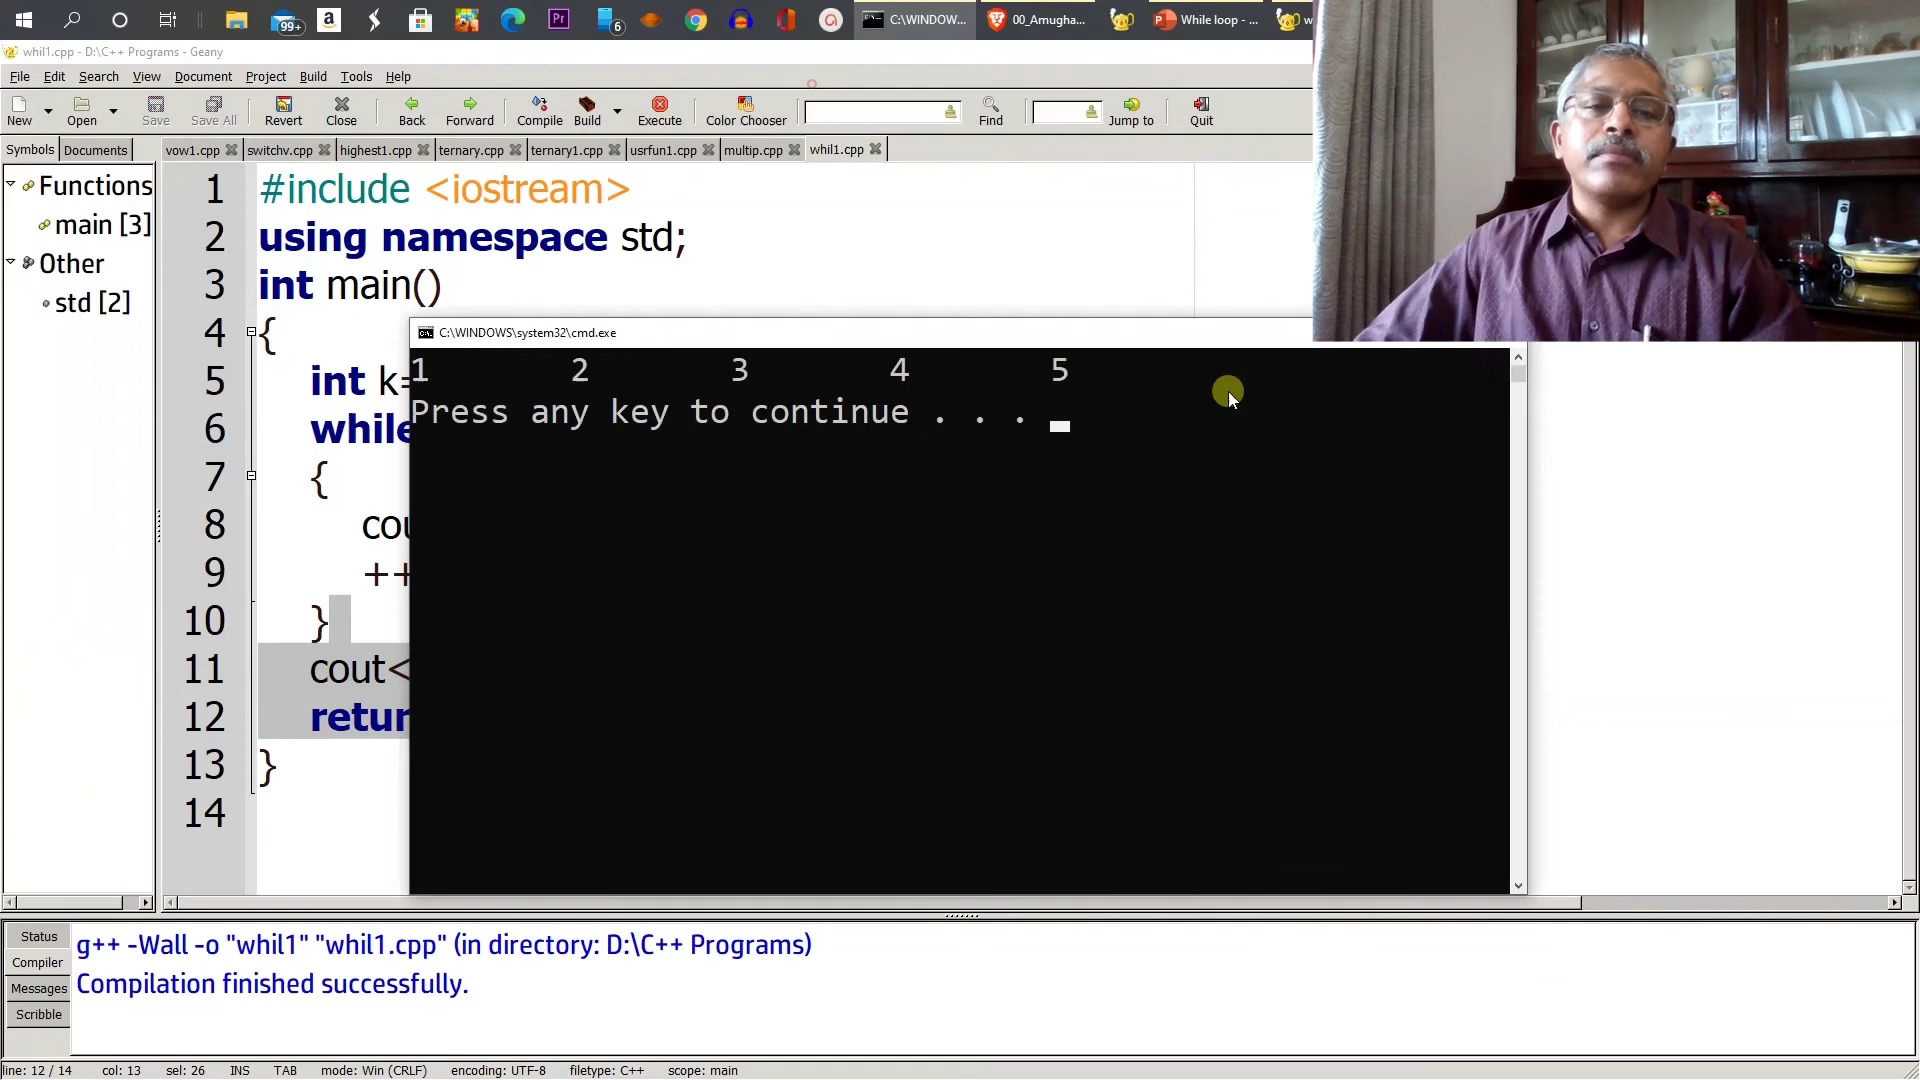 99+
6
C:\WINDOW...
00_Amugha...
While loop - ...
whil1.cpp - D:\C++ Programs - Geany
File Edit Search View Document Project Build Tools Help
New Open Save Save All Revert Close Back Forward Compile Build Execute Color Chooser Find Jump to Quit
Symbols Documents vow1.cpp switchv.cpp highest1.cpp ternary.cpp ternary1.cpp usrfun1.cpp multip.cpp whil1.cpp
Functions
main [3]
Other
std [2]
1 #include <iostream>
2 using namespace std;
3 int main()
4 {
5 int k=
6 while
7 {
8 cou
9 ++
10 }
11 cout<
12 retur
13 }
14
C:\WINDOWS\system32\cmd.exe
1 2 3 4 5
Press any key to continue . . .
Status
Compiler
Messages
Scribble
g++ -Wall -o "whil1" "whil1.cpp" (in directory: D:\C++ Programs)
Compilation finished successfully.
line: 12 / 14 col: 13 sel: 26 INS TAB mode: Win (CRLF) encoding: UTF-8 filetype: C++ scope: main